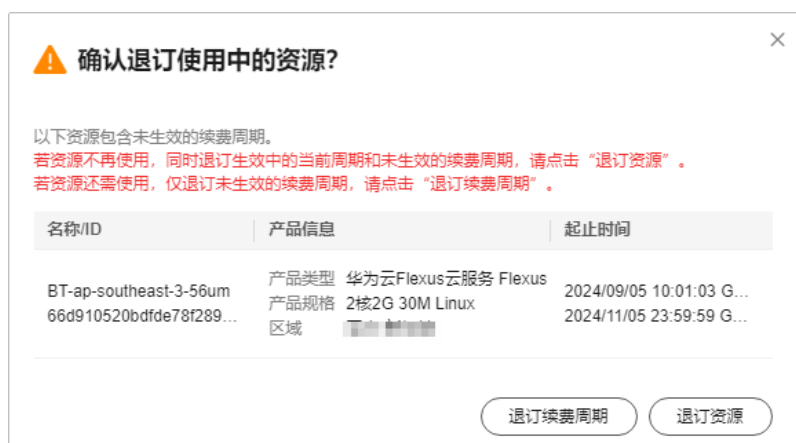 确认退订使用中的资源?
以下资源包含未生效的续费周期。
若资源不再使用，同时退订生效中的当前周期和未生效的续费周期，请点击“退订资源”。
若资源还需使用，仅退订未生效的续费周期，请点击“退订续费周期”。
名称/ID 产品信息 起止时间
BT-ap-southeast-3-56um
66d910520bdfde78f289...
产品类型 华为云Flexus云服务 Flexus
产品规格 2核2G 30M Linux
区域
2024/09/05 10:01:03 G...
2024/11/05 23:59:59 G...
退订续费周期 退订资源